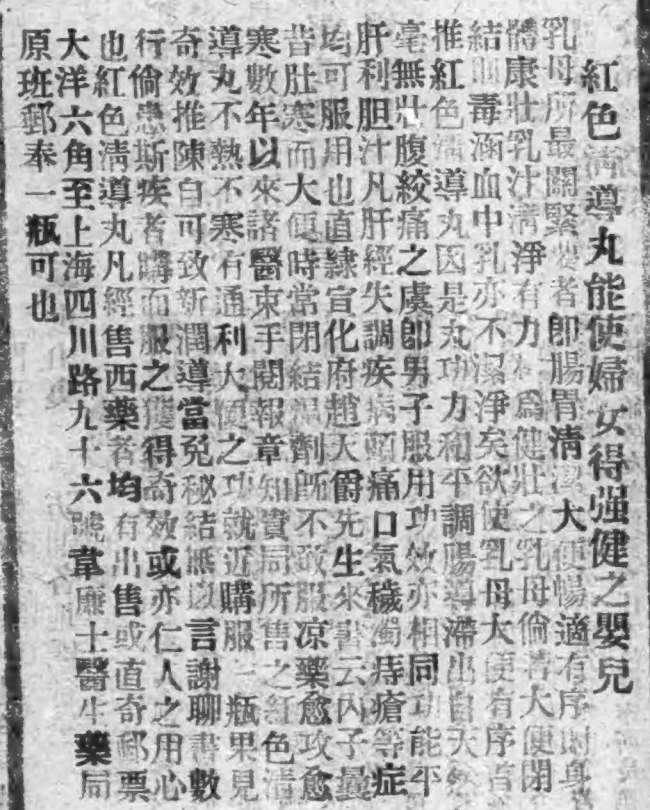 紅色清導丸能使婦女得强健之嬰兒
乳母所最關緊要者卽腸胃清潔大便暢適有序則身
體康壯乳汁清淨有力爲健壯之乳母倘若大便閉
結則毒涵血中乳亦不潔淨矣欲使乳母大便有序者
推紅色清導丸因是丸功力和平調腸導滯出自天然
毫無壯腹絞痛之虞卽男子服用功效亦相同功能平
肝利胆汁凡肝經失調疾病頭痛口氣穢濁痔瘡等症
均可服用也直隸宣化府趙大爵先生來書云內子曩
昔肚寒而大便時當閉結溫劑旣不敢服凉藥愈攻愈
寒數年以來諸醫束手閱報章知貴局所售之紅色清
導丸不熱不寒有通利大便之功就近購服一瓶果見
奇效推陳白可致新潤導當免秘結無以言謝聊書數
行倘患斯疾者購而服之獲得奇效或亦仁人之用心
也紅色清導丸凡經售西藥者均有出售或直寄郵票
大洋六角至上海四川路九十六號韋廉士醫生藥局
原班郵奉一瓶可也